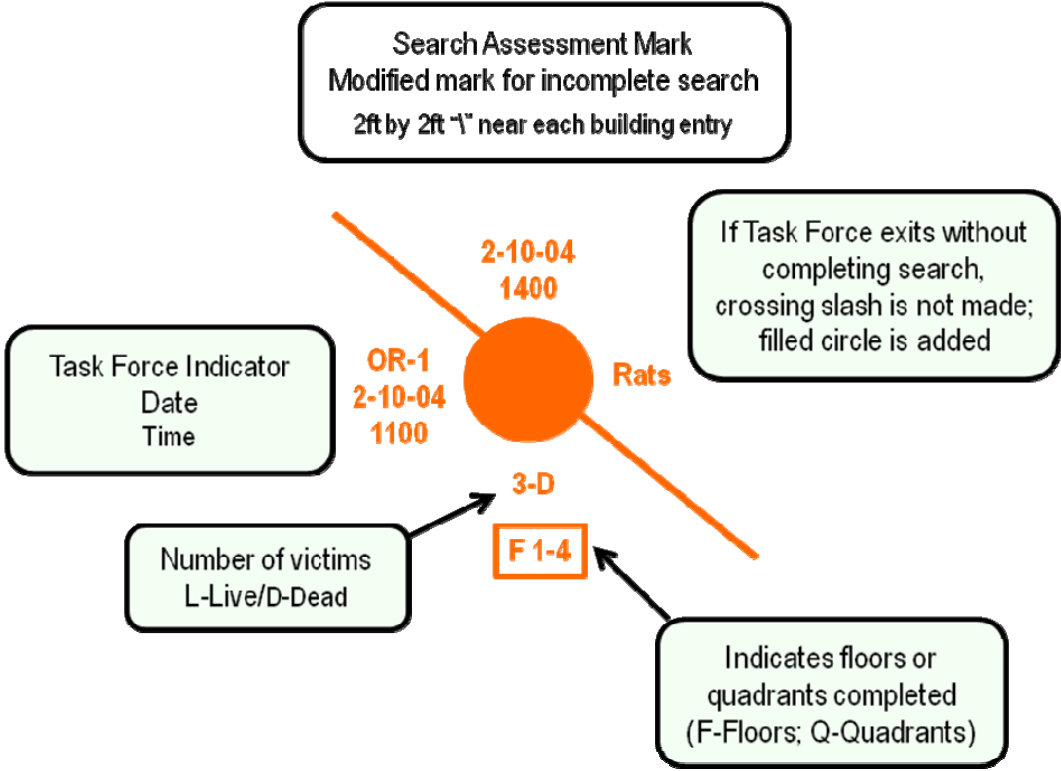 Search Assessment Mark
Modified mark for incomplete search
2ft by 2ft "\" near each building entry
If Task Force exits without
completing search,
crossing slash is not made;
filled circle is added
2-10-04
1400
Task Force Indicator
Date
Time
OR-1
2-10-04
1100
Rats
3-D
F 1-4
Number of victims
L-Live/D-Dead
Indicates floors or
quadrants completed
(F-Floors; Q-Quadrants)